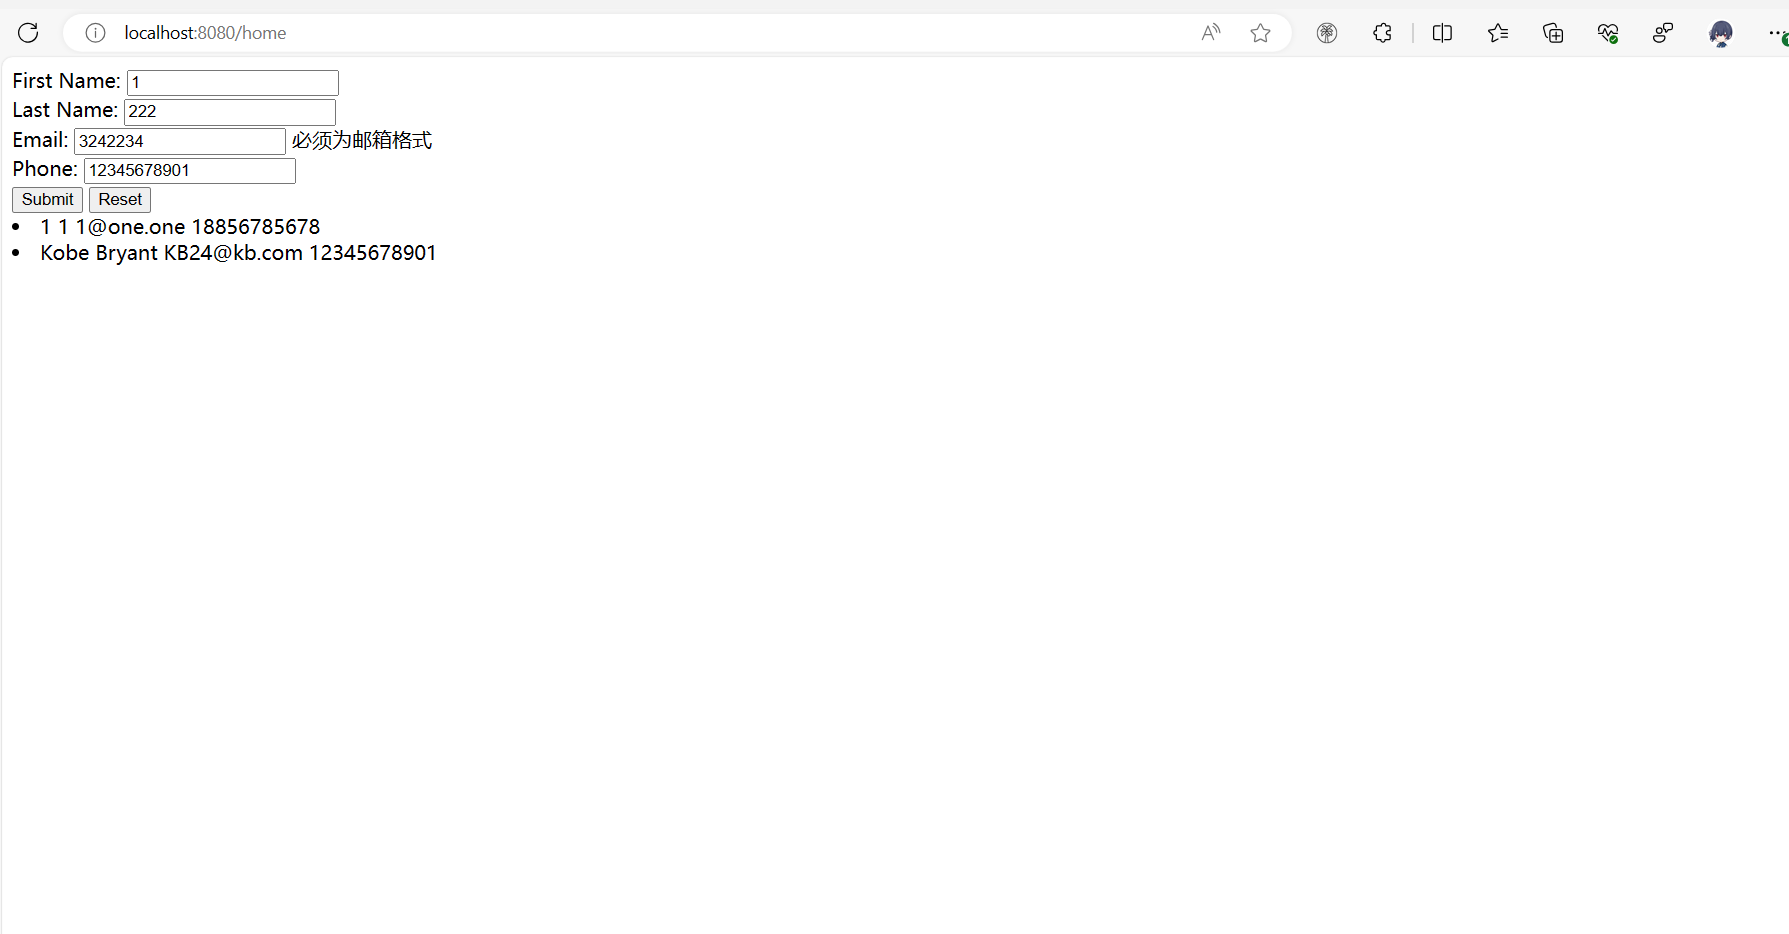 localhost:8080/home
First Name: 1
Last Name: 222
Email: 3242234 必须为邮箱格式
Phone: 12345678901
Submit Reset
1 1 1@one.one 18856785678
Kobe Bryant KB24@kb.com 12345678901